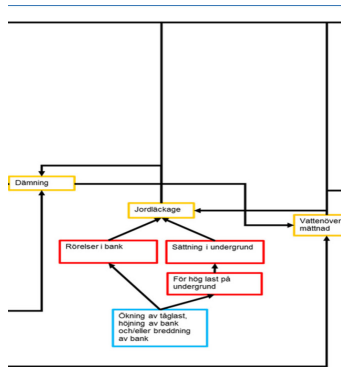 Dämning
Jordläckage
Vattenöver
mättnad
Rörelser i bank
Sättning i undergrund
För hög last på
undergrund
Ökning av tåglast,
höjning av bank
och/eller breddning
av bank